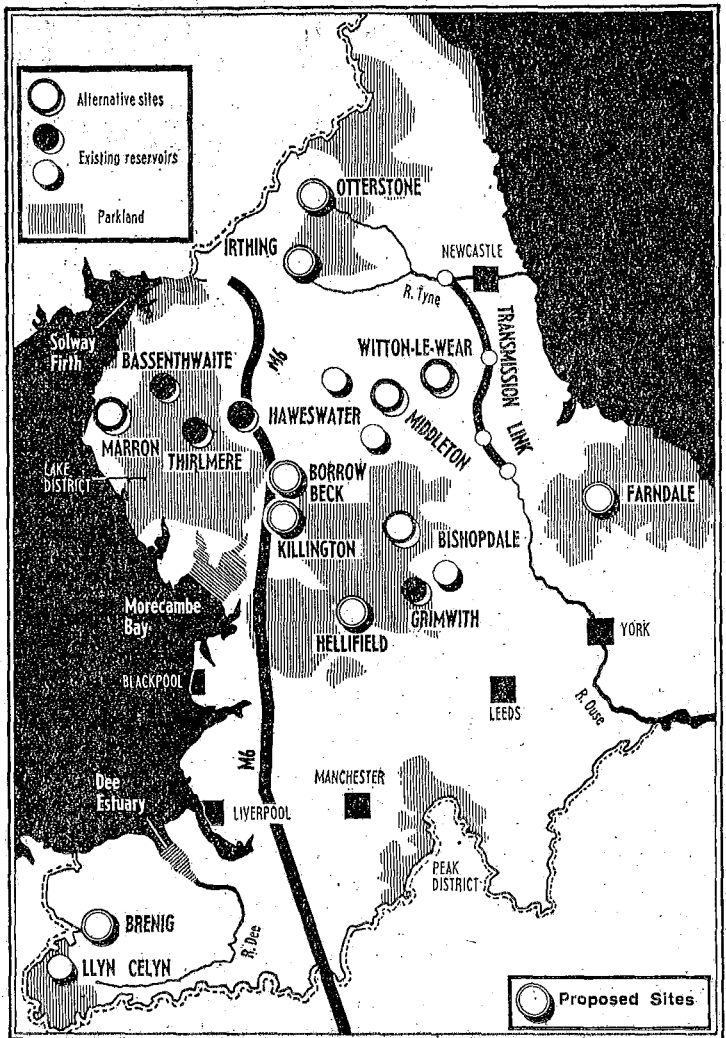 Alternative sites
Existing reservoirs
Parkland
OTTERSTONE
IRTHING
NEWCASTLE
R. Tyne
Solway
Firth
M6
TRANSMISSION LINK
BASSENTHWAITE
WITTON-LE-WEAR
HAWESWATER
MIDDLETON
MARRON
THIRLMERE
LAKE
DISTRICT
BORROW
BECK
FARNDALE
KILLINGTON
BISHOPDALE
Morecambe
Bay
GRIMWITH
HELLIFIELD
YORK
BLACKPOOL
LEEDS
R. Ouse
M6
Dee
Estuary
MANCHESTER
LIVERPOOL
PEAK
DISTRICT
BRENIG
R. Dee
LLYN CELYN
Proposed Sites